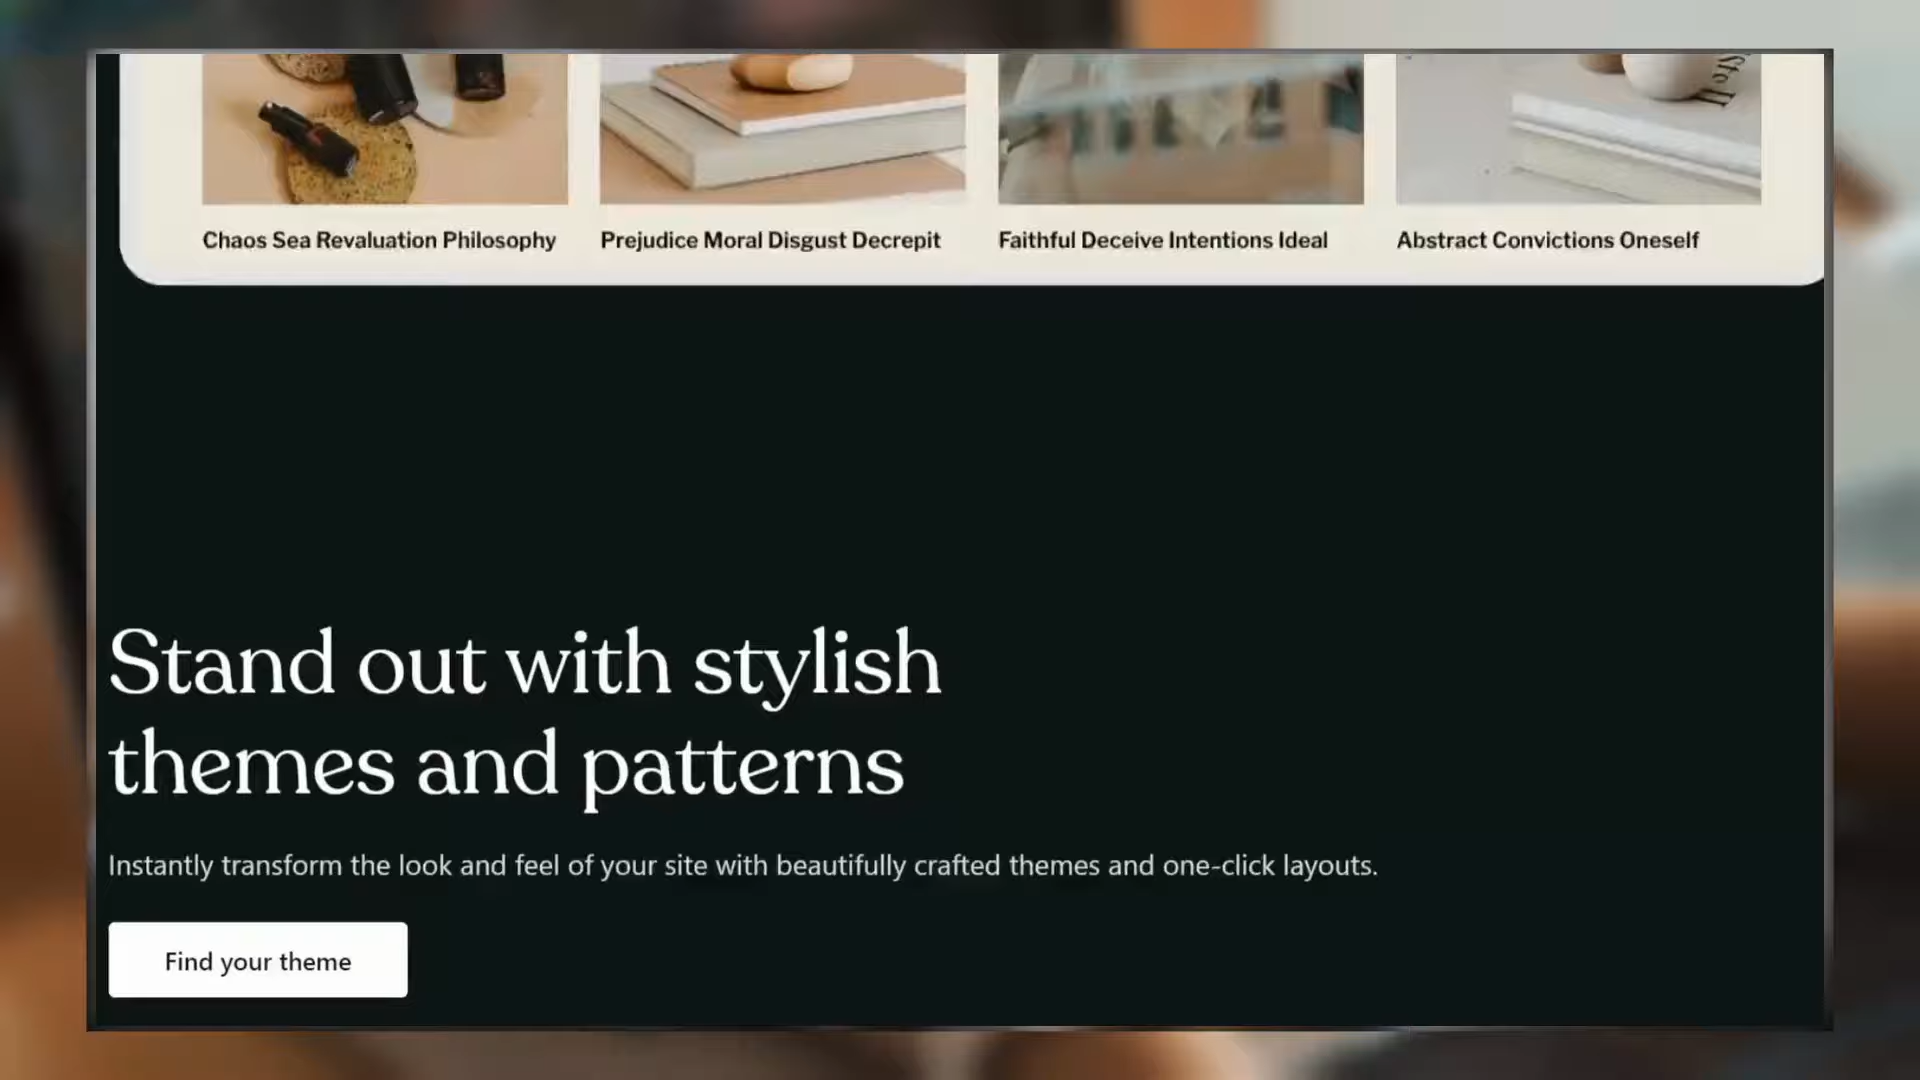 Chaos Sea Revaluation Philosophy
Prejudice Moral Disgust Decrepit
Faithful Deceive Intentions Ideal
Abstract Convictions Oneself
Stand out with stylish
themes and patterns
Instantly transform the look and feel of your site with beautifully crafted themes and one-click layouts.
Find your theme